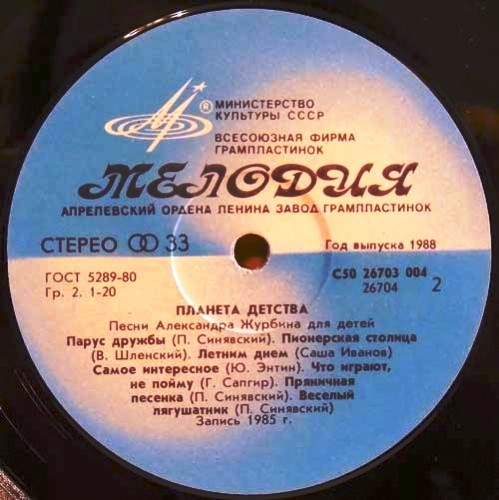 ®
МИНИСТЕРСТВО
КУЛЬТУРЫ СССР
ВСЕСОЮЗНАЯ ФИРМА
ГРАМПЛАСТИНОК
МЕЛОДИЯ
АПРЕЛЕВСКИЙ ОРДЕНА ЛЕНИНА ЗАВОД ГРАМПЛАСТИНОК
СТЕРЕО 33
Год выпуска 1988
ГОСТ 5289-80
С50 26703 004
Гр. 2. 1-20
26704 2
ПЛАНЕТА ДЕТСТВА
Песни Александра Журбина для детей
Парус дружбы (П. Синявский). Пионерская столица
(В. Шленский). Летним днем (Саша Иванов)
Самое интересное (Ю. Энтин). Что играют,
не пойму (Г. Сапгир). Пряничная
песенка (П. Синявский). Веселый
лягушатник (П. Синявский)
Запись 1985 г.